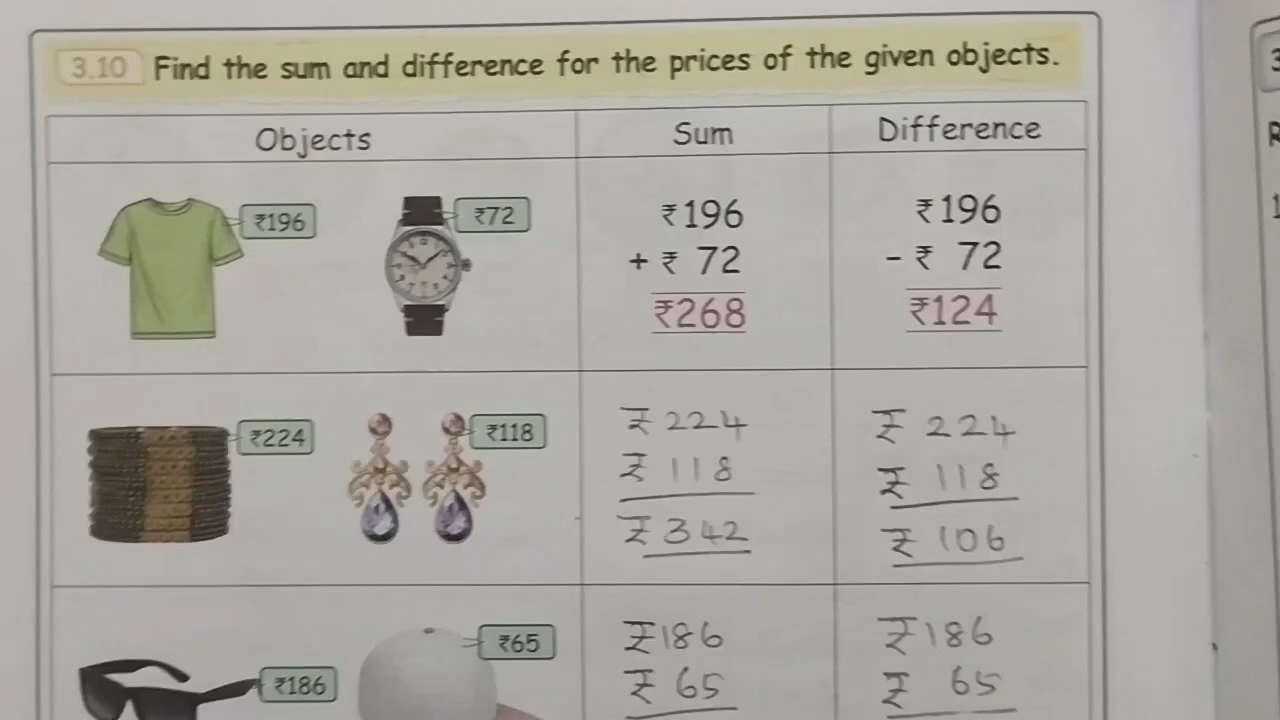 3.10 Find the sum and difference for the prices of the given objects.
Objects Sum Difference
₹196 ₹72 ₹196 ₹196
+ ₹ 72 - ₹ 72
₹268 ₹124
₹224 ₹118 ₹ 224 ₹ 224
₹ 118 ₹ 118
₹ 342 ₹ 106
₹186 ₹65 ₹186 ₹186
₹ 65 ₹ 65